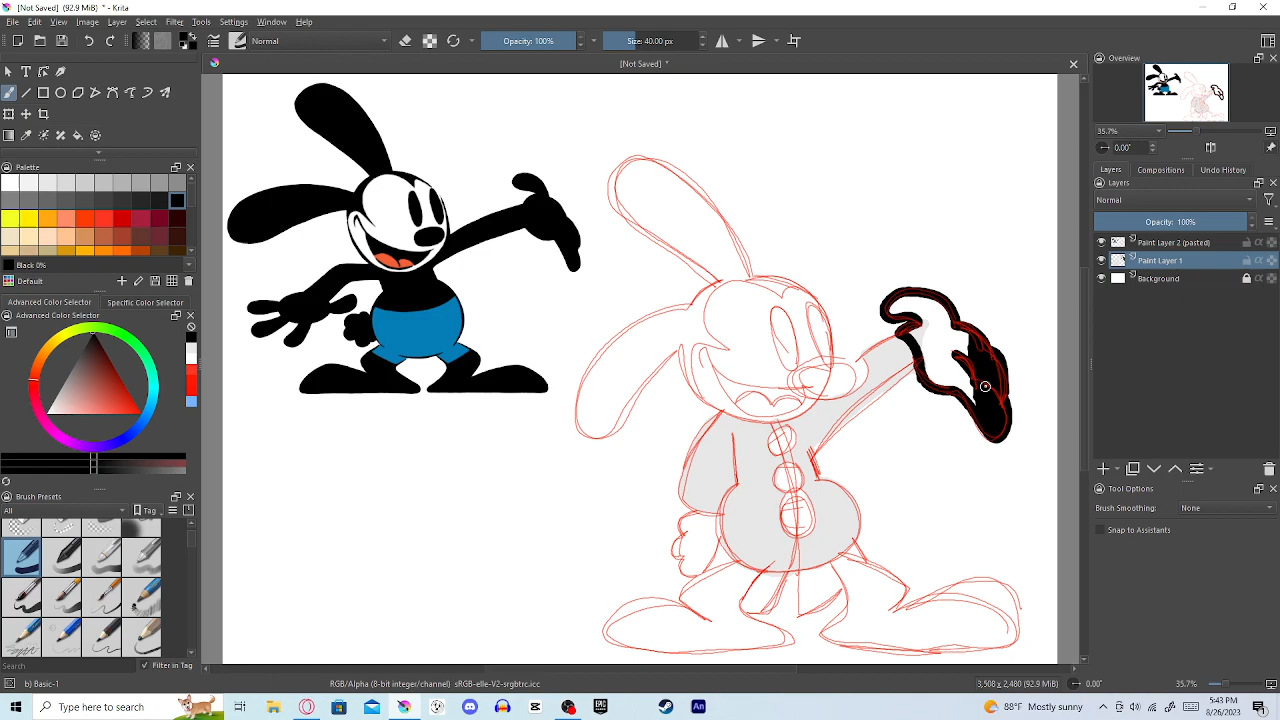 [Not Saved] (92.9 MiB) * - Krita
File Edit View Image Layer Select Filter Tools Settings Window Help
Normal Opacity: 100% Size: 40.00 px
[Not Saved] *
Overview
35.7%
0.00°
Layers Compositions Undo History
Layers
Normal
Opacity: 100%
Paint Layer 2 (pasted)
Paint Layer 1
Background
Tool Options
Brush Smoothing: None
Snap to Assistants
Palette
Black 0%
Default
Advanced Color Selector Specific Color Selector
Advanced Color Selector
Brush Presets
All Tag
Search Filter in Tag
b) Basic-1 RGB/Alpha (8-bit integer/channel) sRGB-elle-V2-srgbtrc.icc 3,508 x 2,480 (92.9 MiB) 0.00° 35.7%
Type here to search
EPIC
An
88°F Mostly sunny
5:43 PM
8/26/2023